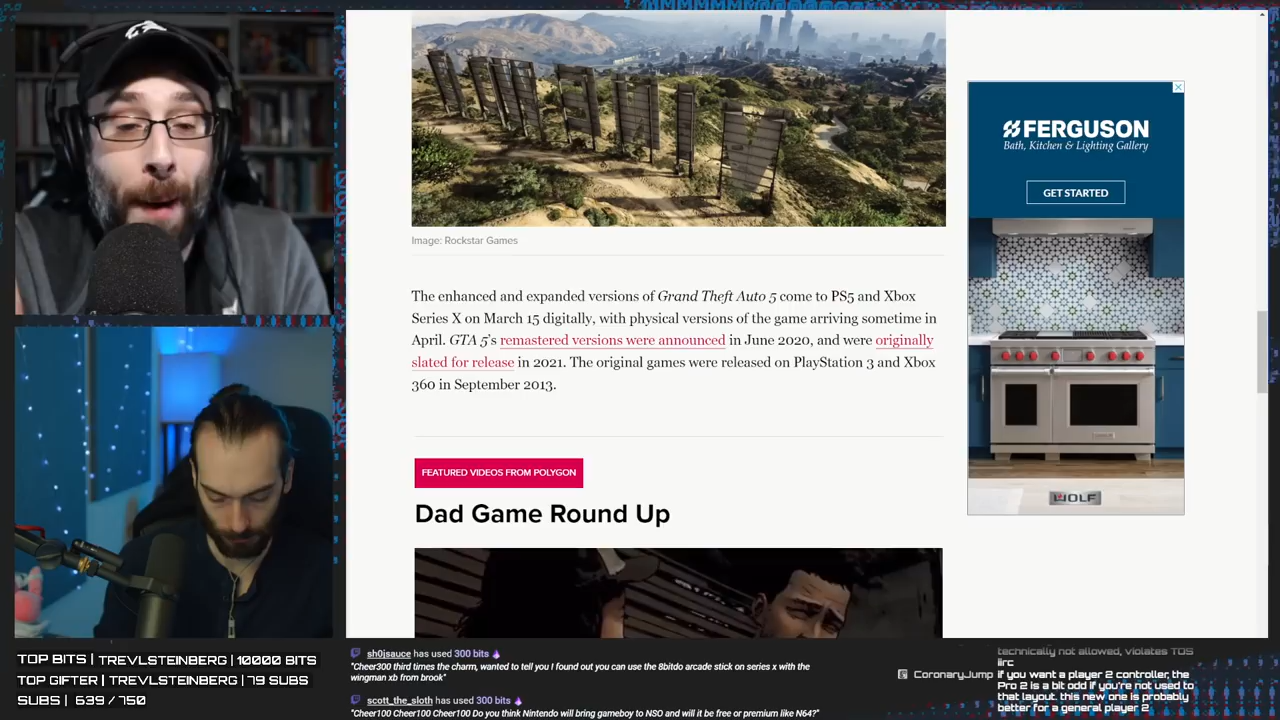 Image: Rockstar Games
The enhanced and expanded versions of Grand Theft Auto 5 come to PS5 and Xbox
Series X on March 15 digitally, with physical versions of the game arriving sometime in
April. GTA 5's remastered versions were announced in June 2020, and were originally
slated for release in 2021. The original games were released on PlayStation 3 and Xbox
360 in September 2013.
FEATURED VIDEOS FROM POLYGON
Dad Game Round Up
FERGUSON
Bath, Kitchen & Lighting Gallery
GET STARTED
WOLF
TOP BITS | TREVLSTEINBERG | 10000 BITS
TOP GIFTER | TREVLSTEINBERG | 79 SUBS
SUBS | 639 / 750
sh0jsauce has used 300 bits
"Cheer300 third times the charm, wanted to tell you I found out you can use the 8bitdo arcade stick on series x with the
wingman xb from brook"
scott_the_sloth has used 300 bits
"Cheer100 Cheer100 Cheer100 Do you think Nintendo will bring gameboy to NSO and will it be free or premium like N64?"
technically not allowed, violates TOS
iirc
CoronaryJump if you want a player 2 controller, the
Pro 2 is a bit odd if you're not used to
that layout. this new one is probably
better for a general player 2